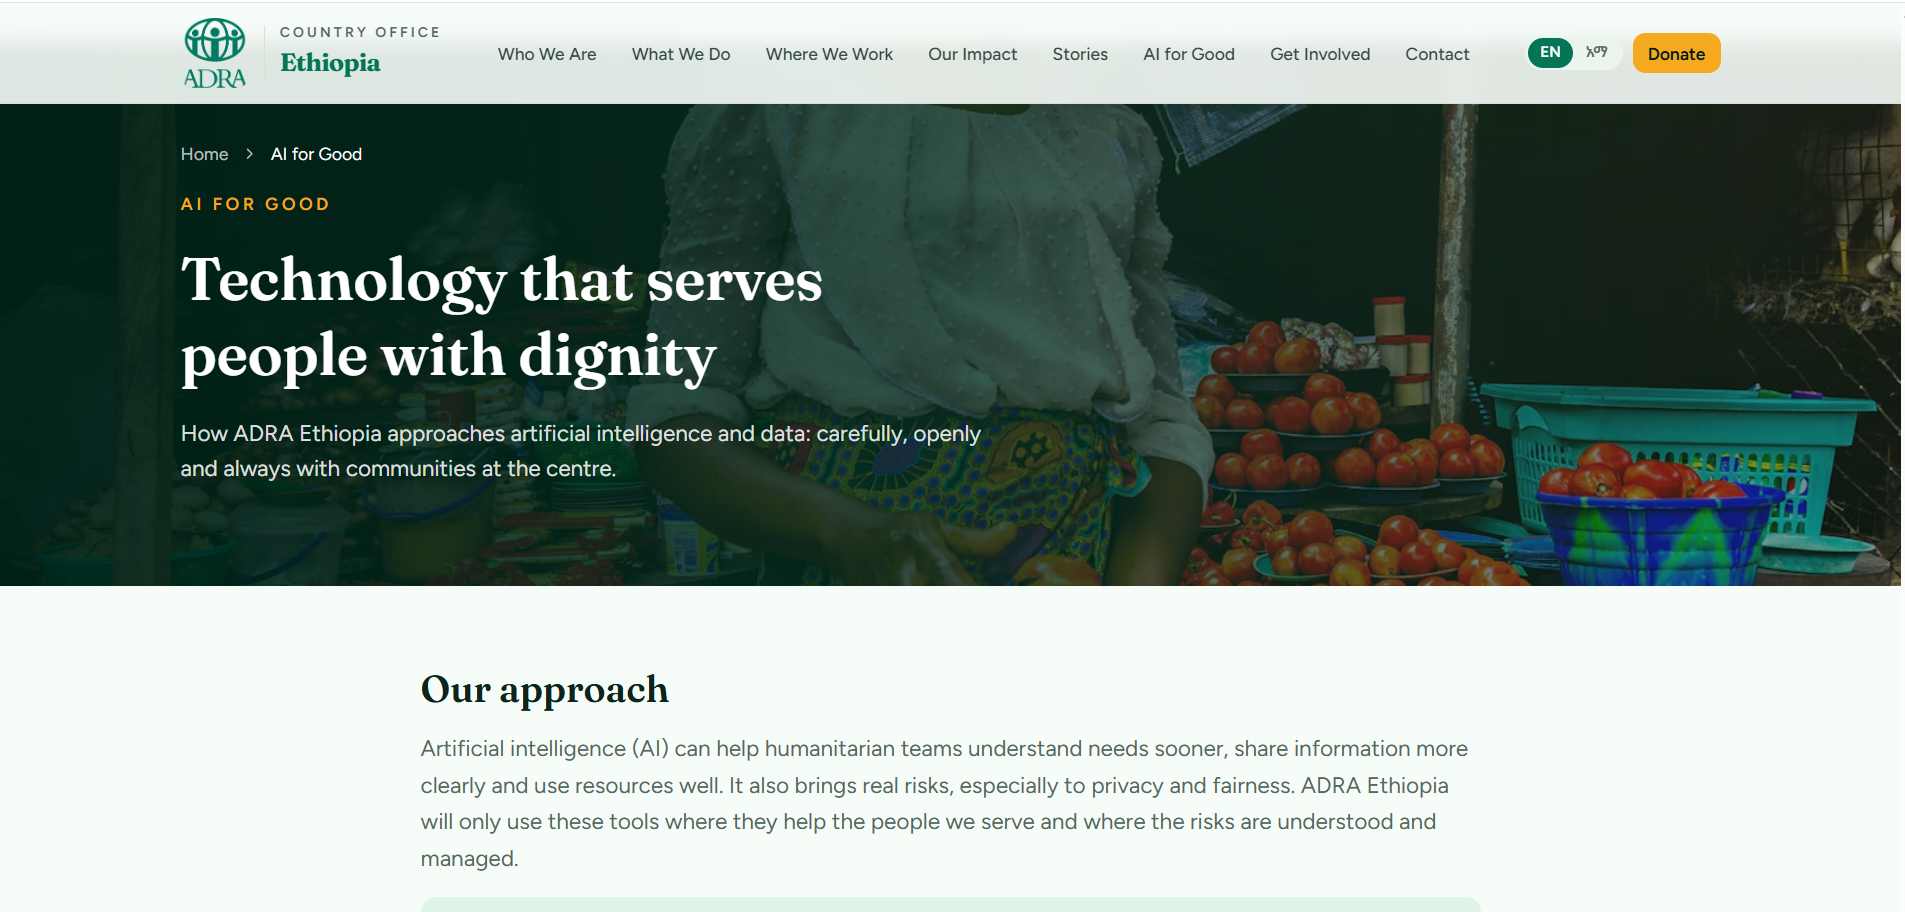 COUNTRY OFFICE
Ethiopia
ADRA
Who We Are
What We Do
Where We Work
Our Impact
Stories
AI for Good
Get Involved
Contact
EN
አማ
Donate
Home
AI for Good
AI FOR GOOD
Technology that serves
people with dignity
How ADRA Ethiopia approaches artificial intelligence and data: carefully, openly
and always with communities at the centre.
Our approach
Artificial intelligence (AI) can help humanitarian teams understand needs sooner, share information more
clearly and use resources well. It also brings real risks, especially to privacy and fairness. ADRA Ethiopia
will only use these tools where they help the people we serve and where the risks are understood and
managed.